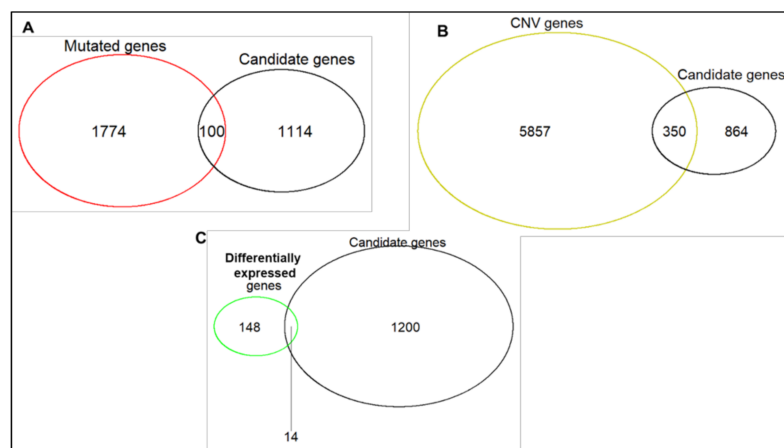 A
Mutated genes
Candidate genes
1774
100
1114
B
CNV genes
Candidate genes
5857
350
864
C
Differentially
expressed
genes
Candidate genes
148
1200
14